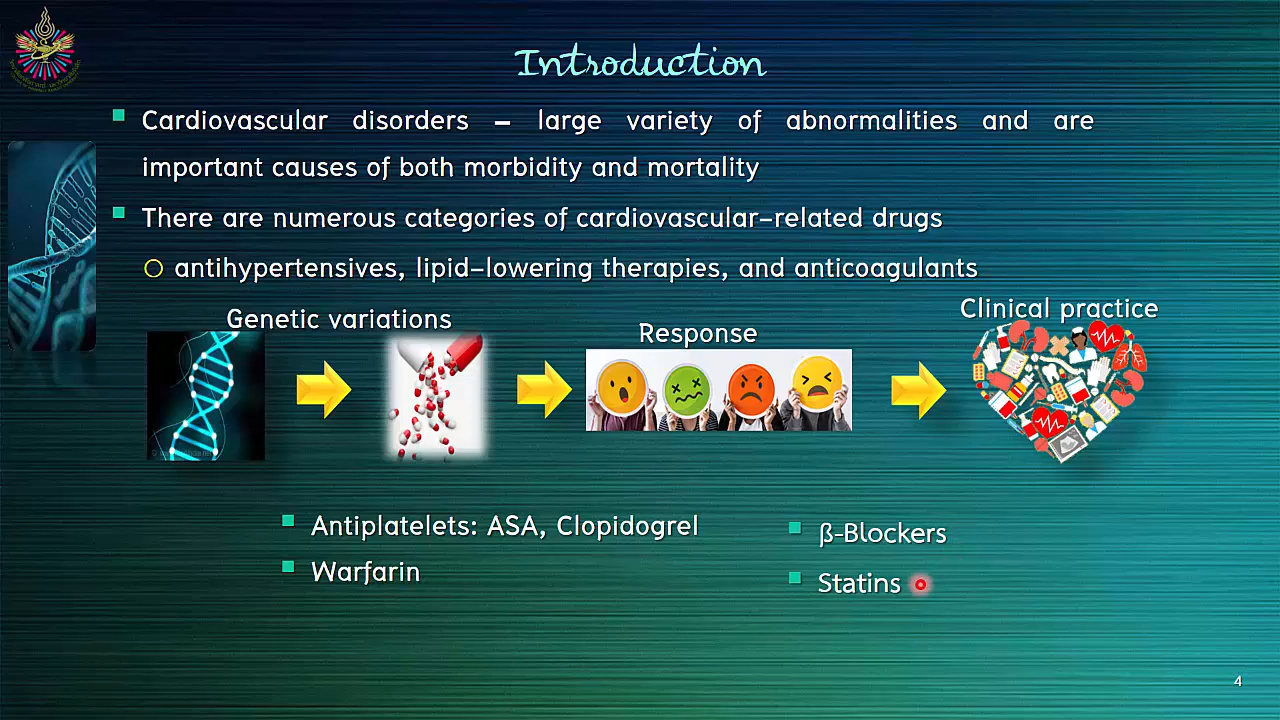 Introduction
Cardiovascular disorders – large variety of abnormalities and are
important causes of both morbidity and mortality
There are numerous categories of cardiovascular-related drugs
antihypertensives, lipid-lowering therapies, and anticoagulants
Genetic variations
Response
Clinical practice
Antiplatelets: ASA, Clopidogrel
Warfarin
β-Blockers
Statins
4